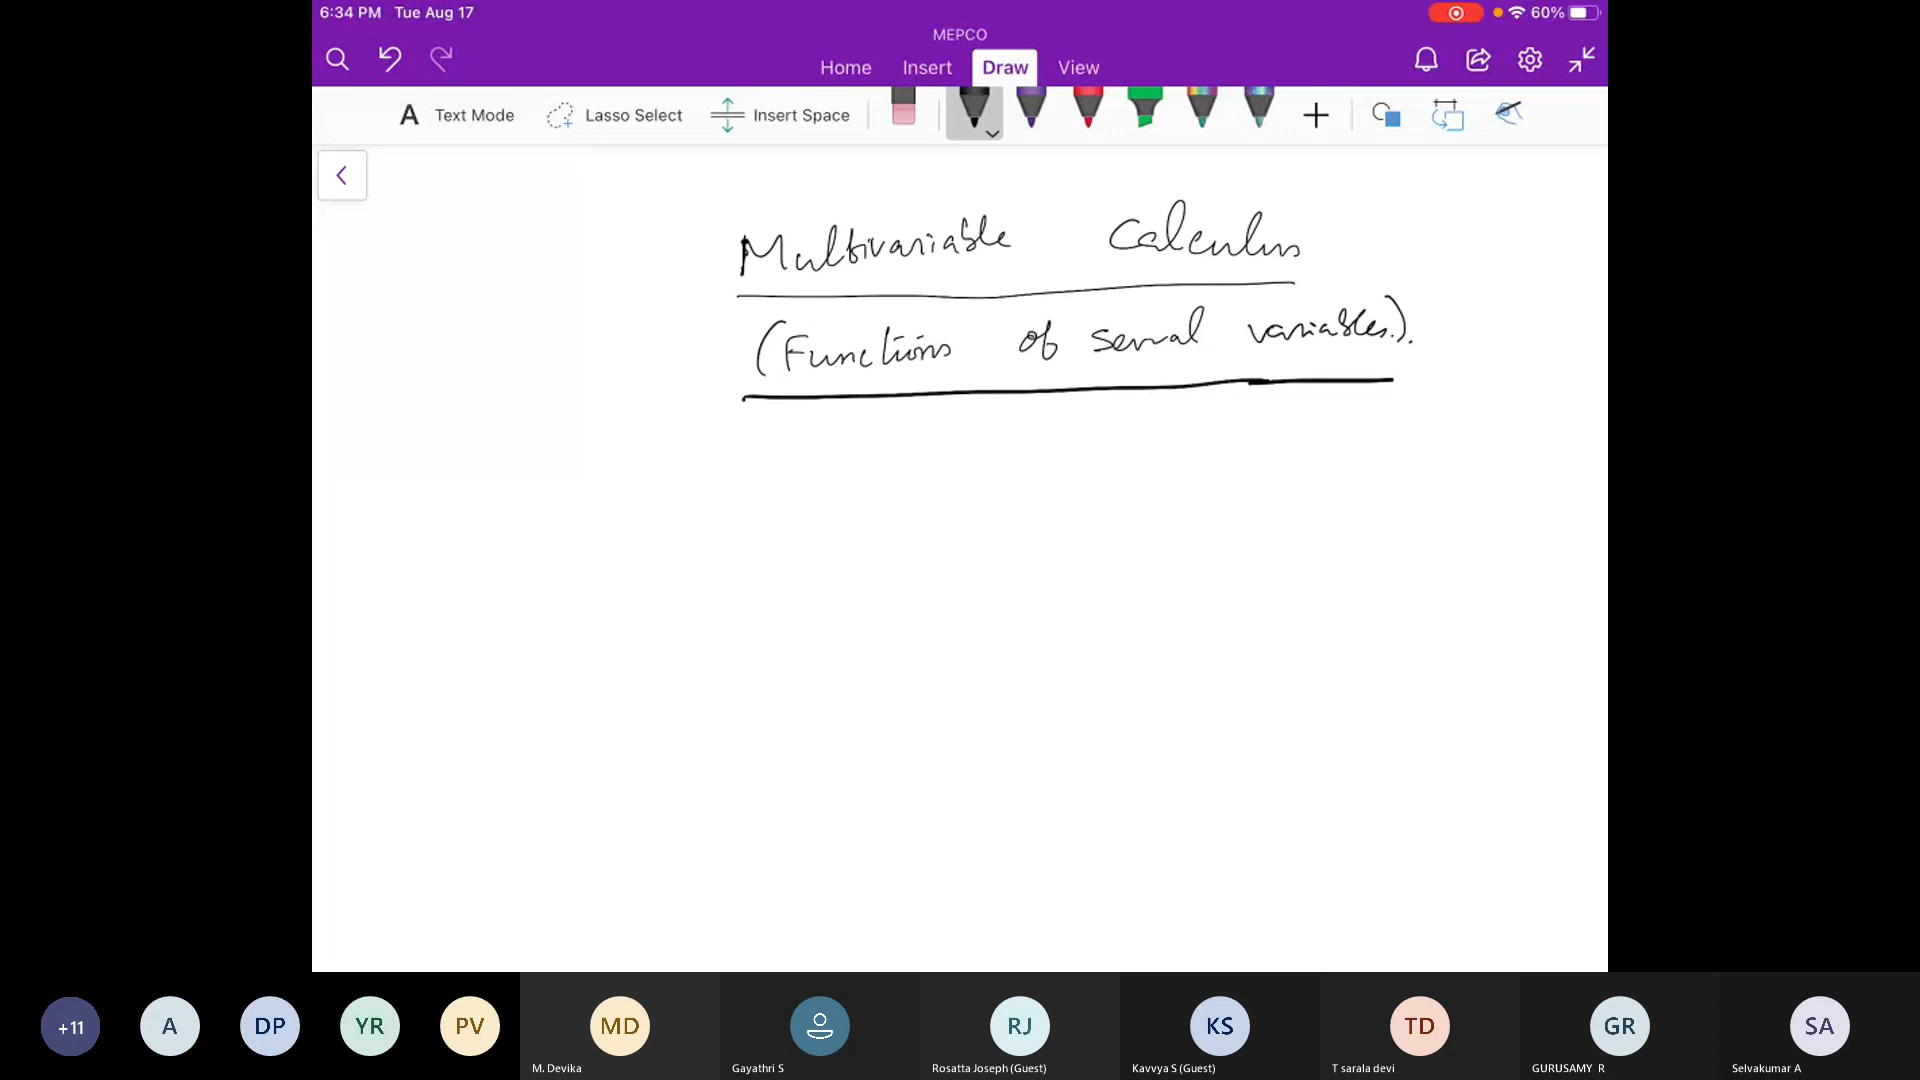 6:34 PM Tue Aug 17
60%
MEPCO
Home Insert Draw View
A Text Mode Lasso Select Insert Space
Multivariable Calculus
(Functions of several variables.).
+11 A DP YR PV MD RJ KS TD GR SA
M. Devika Gayathri S Rosatta Joseph (Guest) Kavvya S (Guest) T sarala devi GURUSAMY R Selvakumar A